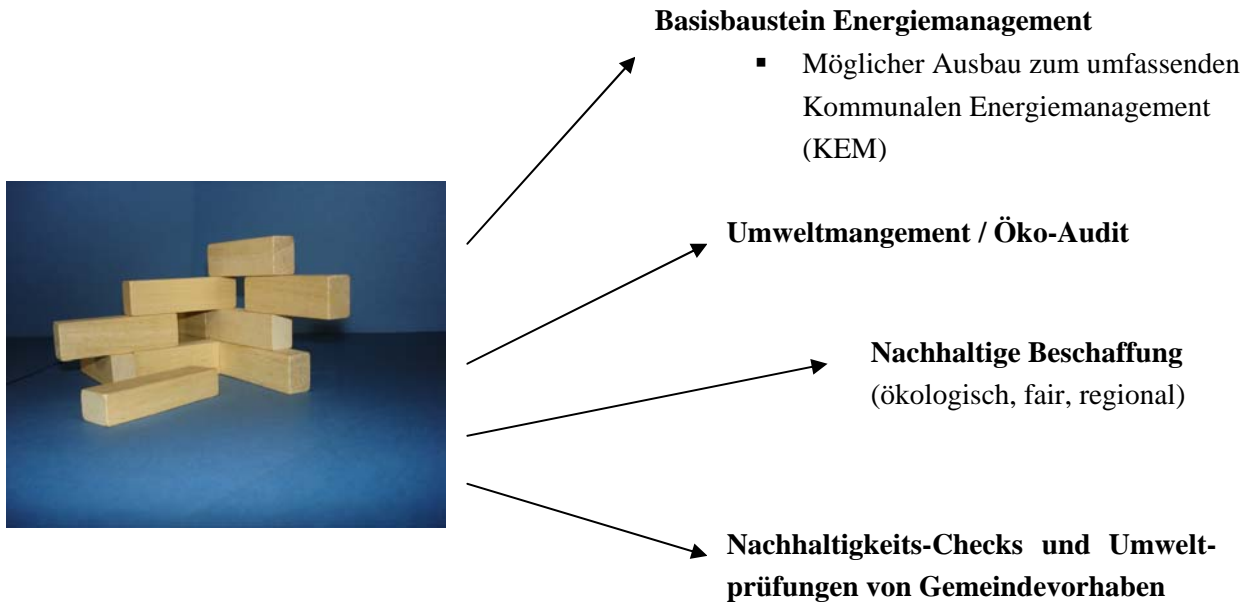 Basisbaustein Energiemanagement
▪ Möglicher Ausbau zum umfassenden
Kommunalen Energiemanagement
(KEM)
Umweltmangement / Öko-Audit
Nachhaltige Beschaffung
(ökologisch, fair, regional)
Nachhaltigkeits-Checks und Umwelt-
prüfungen von Gemeindevorhaben